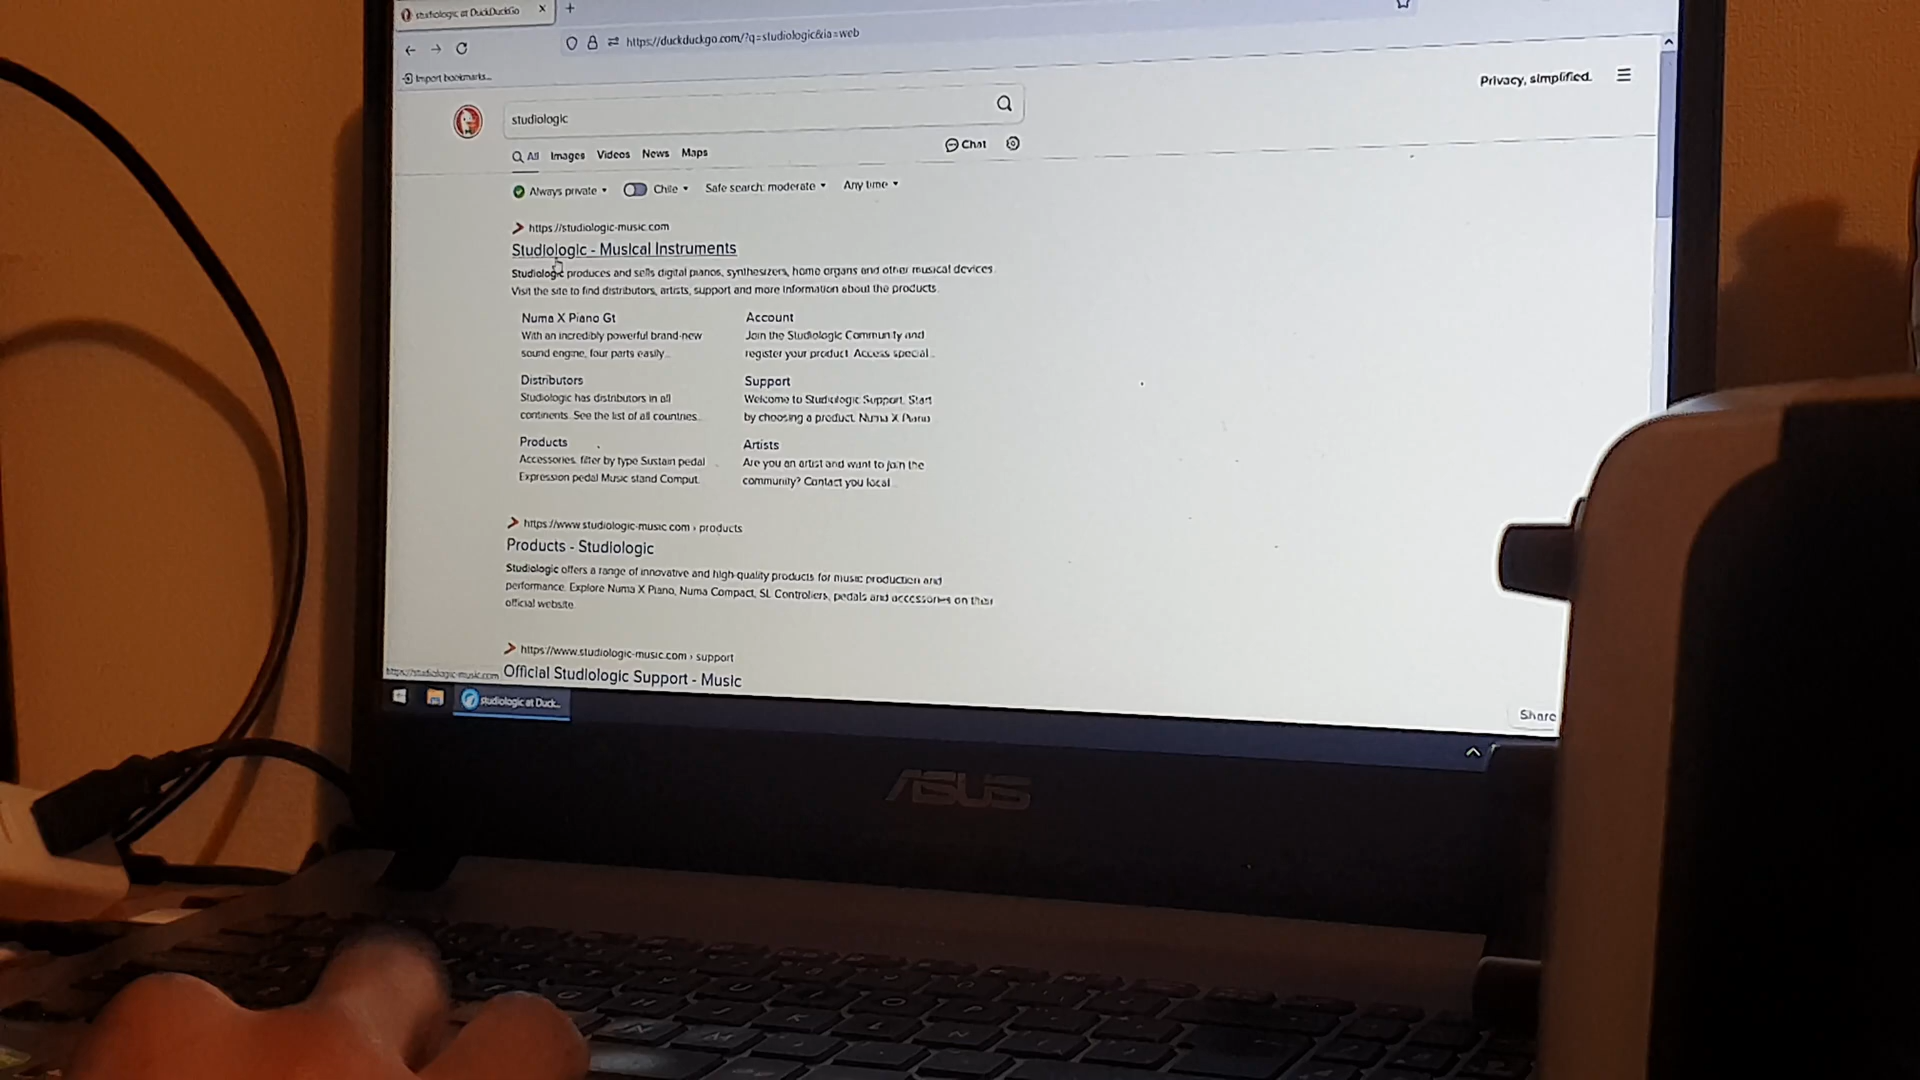 studiologic at DuckDuckGo
https://duckduckgo.com/?q=studiologic&ia=web
Import bookmarks...
Privacy, simplified.
studiologic
All Images Videos News Maps
Chat
Always private Chile Safe search: moderate Any time
https://studiologic-music.com
Studiologic - Musical Instruments
Studiologic produces and sells digital pianos, synthesizers, home organs and other musical devices.
Visit the site to find distributors, artists, support and more information about the products.
Numa X Piano Gt
With an incredibly powerful brand-new
sound engine, four parts easily...
Account
Join the Studiologic Community and
register your product. Access special...
Distributors
Studiologic has distributors in all
continents. See the list of all countries...
Support
Welcome to Studiologic Support. Start
by choosing a product. Numa X Piano
Products
Accessories. filter by type Sustain pedal
Expression pedal Music stand Comput...
Artists
Are you an artist and want to join the
community? Contact you local...
https://www.studiologic-music.com › products
Products - Studiologic
Studiologic offers a range of innovative and high-quality products for music production and
performance. Explore Numa X Piano, Numa Compact, SL Controllers, pedals and accessories on their
official website.
https://www.studiologic-music.com › support
Official Studiologic Support - Music
https://studiologic-music.com
Share
studiologic at Duck...
ASUS